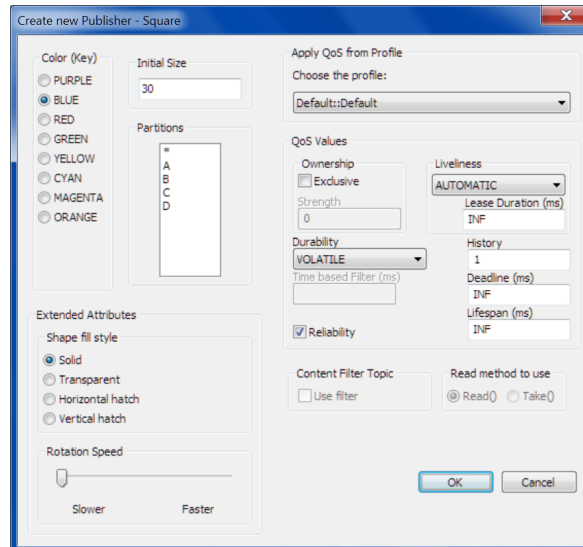 Create new Publisher - Square
Color (Key)
PURPLE
BLUE
RED
GREEN
YELLOW
CYAN
MAGENTA
ORANGE
Initial Size
30
Partitions
*
A
B
C
D
Extended Attributes
Shape fill style
Solid
Transparent
Horizontal hatch
Vertical hatch
Rotation Speed
Slower Faster
Apply QoS from Profile
Choose the profile:
Default::Default
QoS Values
Ownership
Exclusive
Strength
0
Liveliness
AUTOMATIC
Lease Duration (ms)
INF
Durability
VOLATILE
Time based Filter (ms)
Reliability
History
1
Deadline (ms)
INF
Lifespan (ms)
INF
Content Filter Topic
Use filter
Read method to use
Read() Take()
OK Cancel